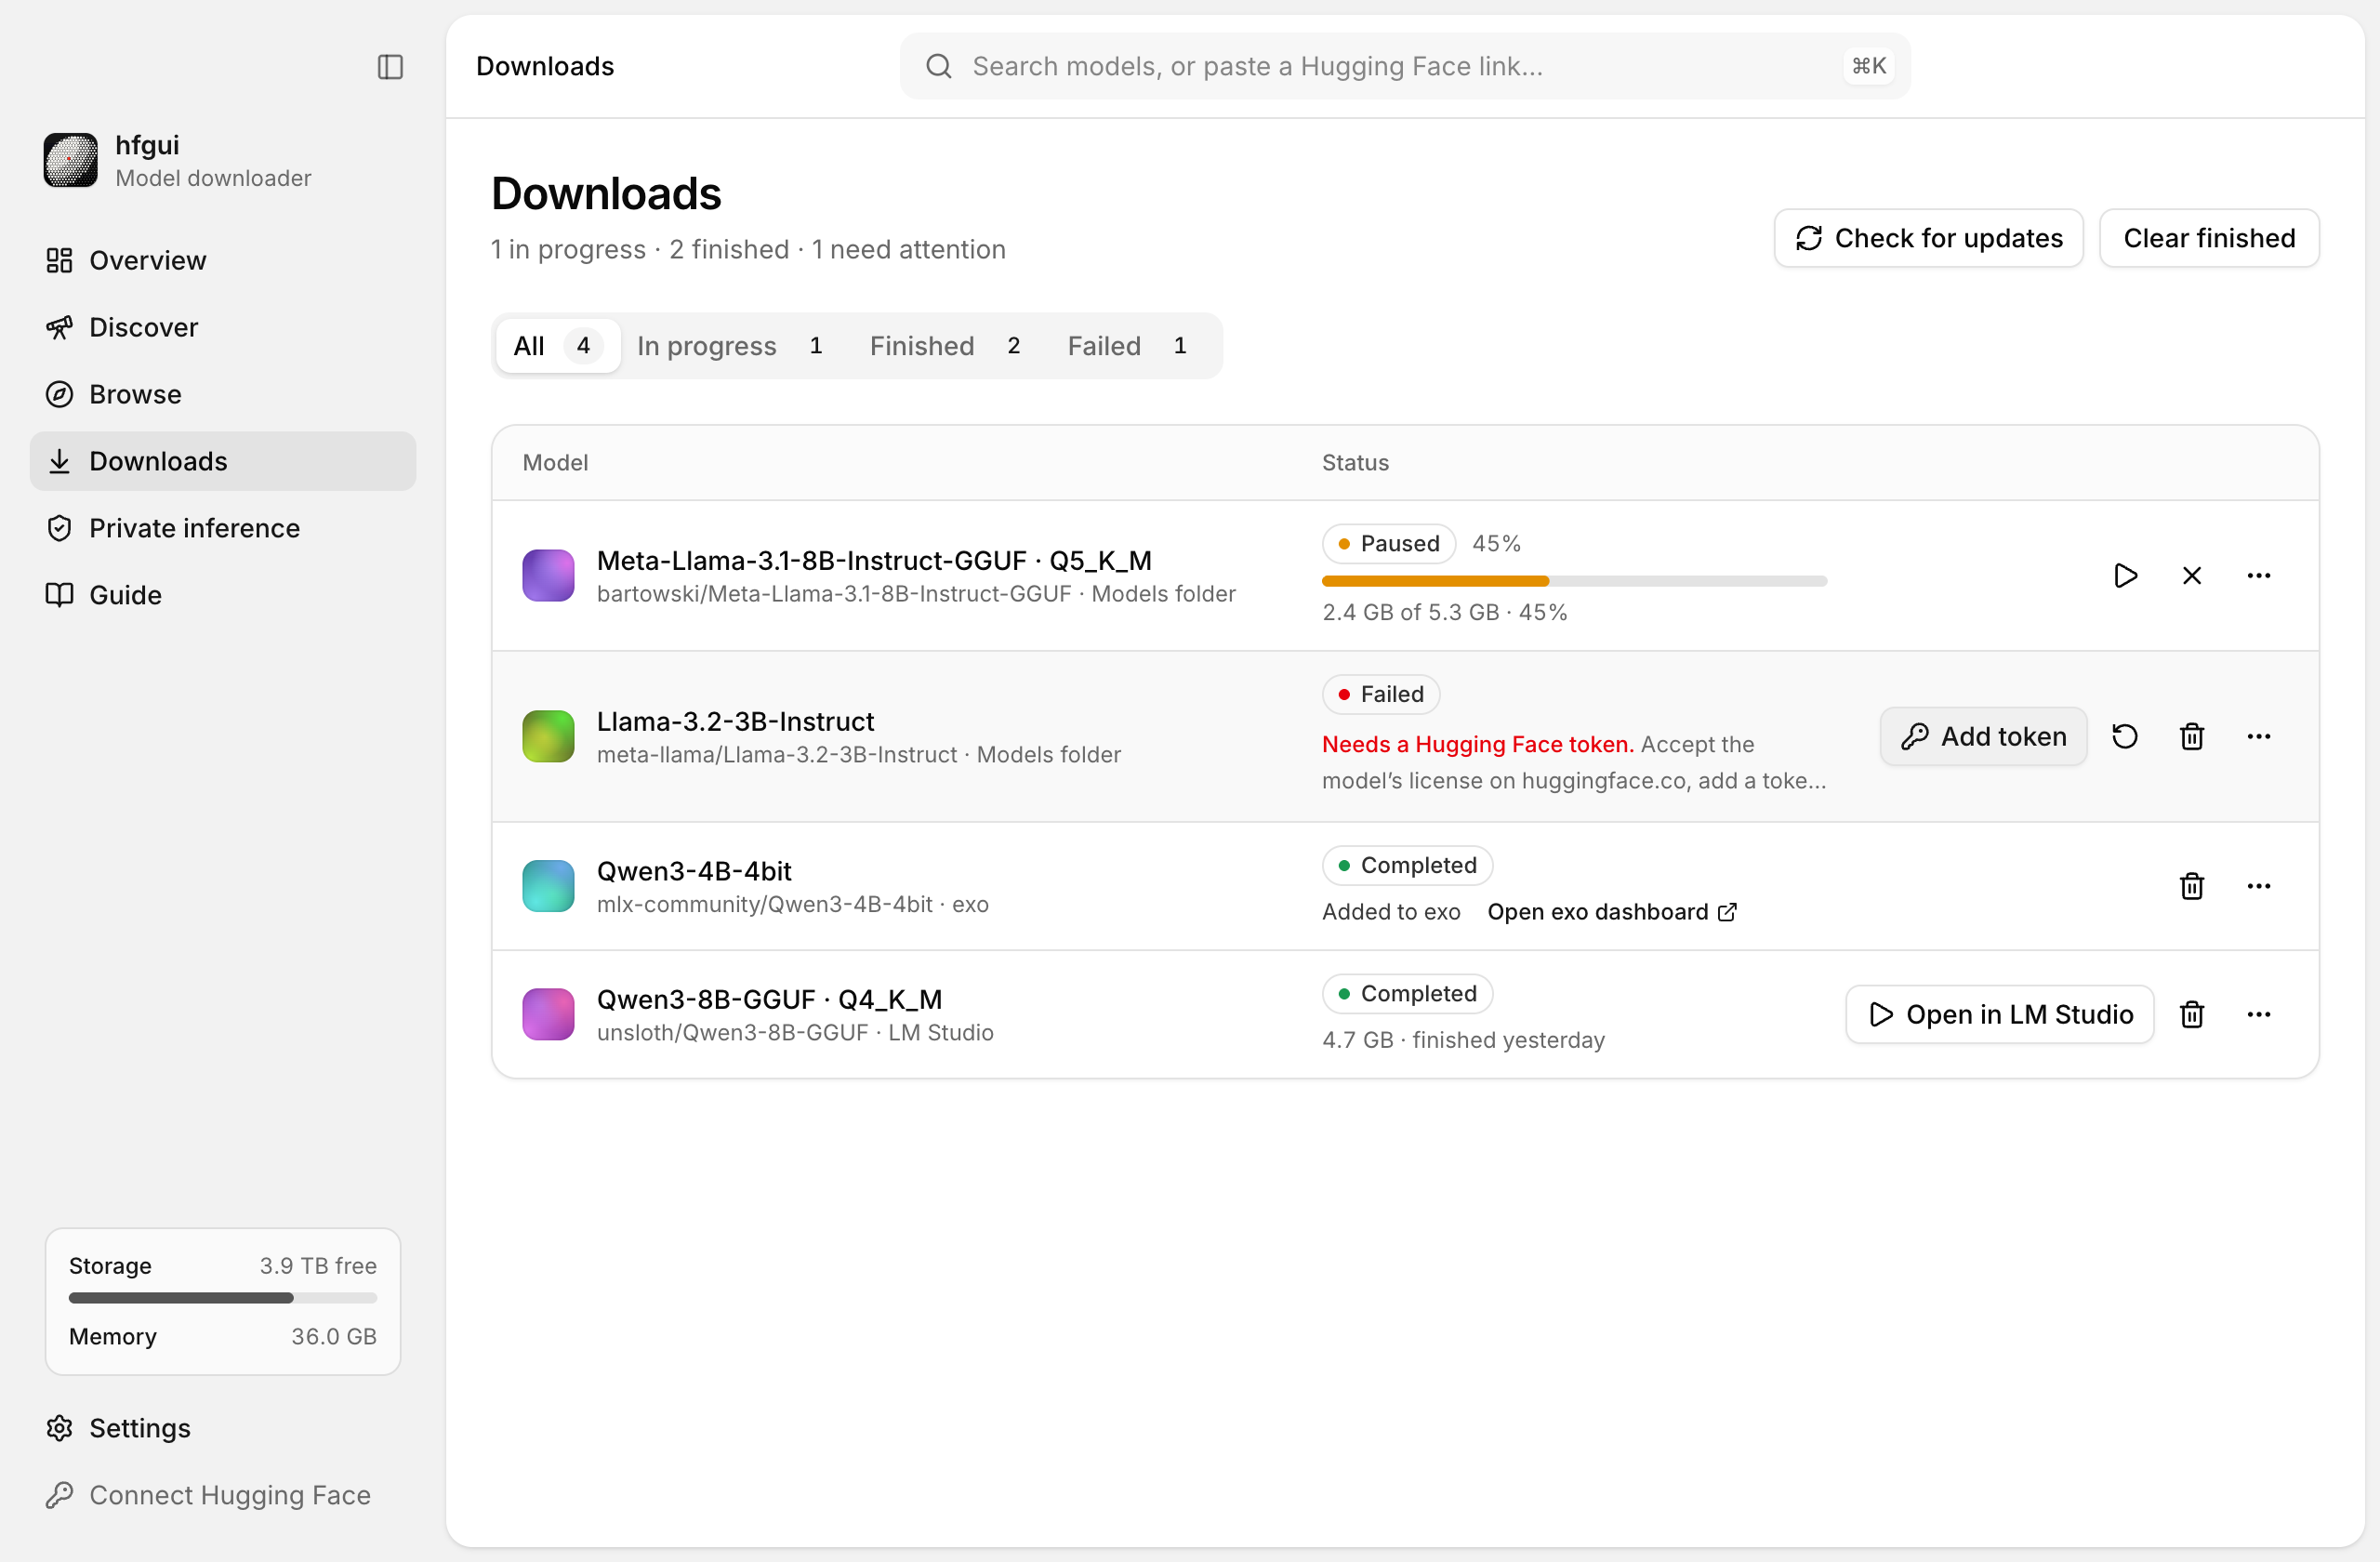 Downloads
Search models, or paste a Hugging Face link...
⌘K
hfgui
Model downloader
Overview
Discover
Browse
Downloads
Private inference
Guide
Storage 3.9 TB free
Memory 36.0 GB
Settings
Connect Hugging Face
Downloads
1 in progress · 2 finished · 1 need attention
Check for updates
Clear finished
All 4 In progress 1 Finished 2 Failed 1
Model Status
Meta-Llama-3.1-8B-Instruct-GGUF · Q5_K_M
bartowski/Meta-Llama-3.1-8B-Instruct-GGUF · Models folder
Paused 45%
2.4 GB of 5.3 GB · 45%
Llama-3.2-3B-Instruct
meta-llama/Llama-3.2-3B-Instruct · Models folder
Failed
Needs a Hugging Face token. Accept the
model’s license on huggingface.co, add a toke...
Add token
Qwen3-4B-4bit
mlx-community/Qwen3-4B-4bit · exo
Completed
Added to exo Open exo dashboard
Qwen3-8B-GGUF · Q4_K_M
unsloth/Qwen3-8B-GGUF · LM Studio
Completed
4.7 GB · finished yesterday
Open in LM Studio